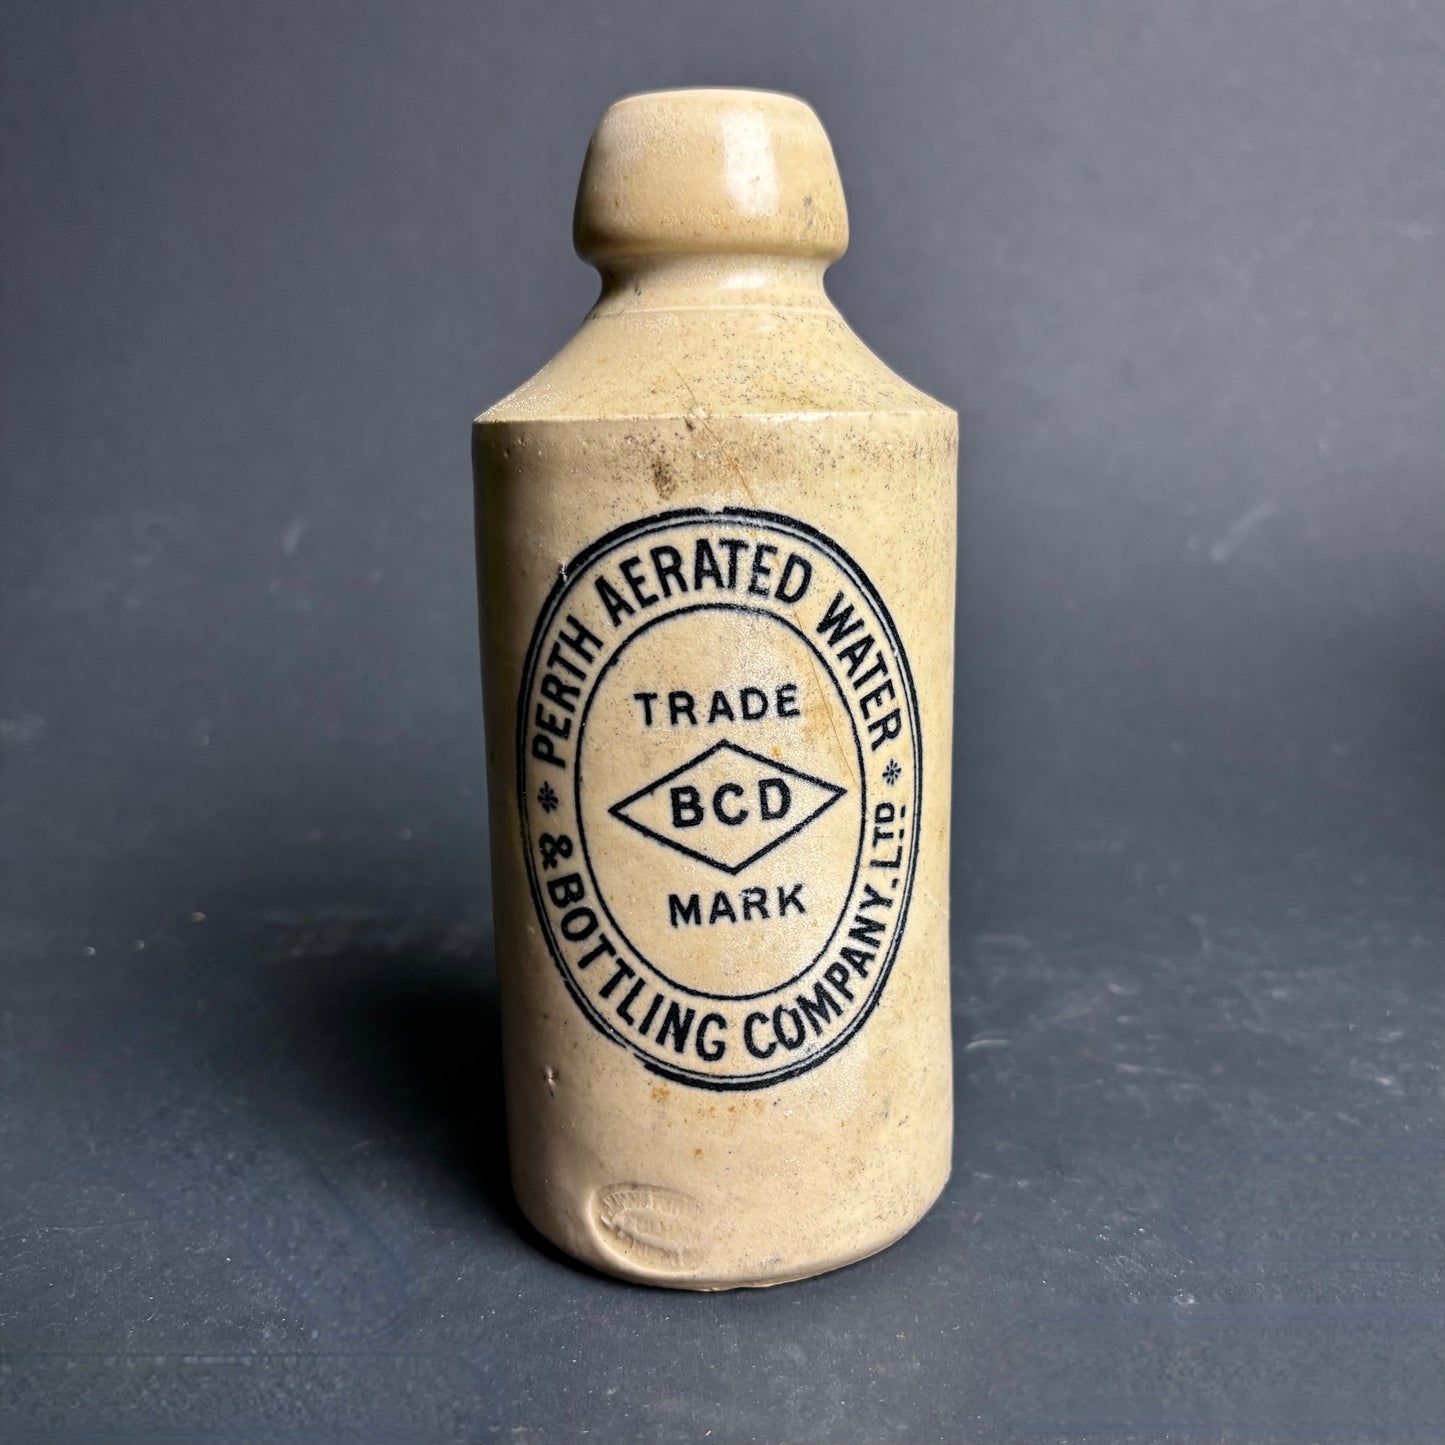 PERTH AERATED WATER
& BOTTLING COMPANY. LTD
TRADE
BCD
MARK